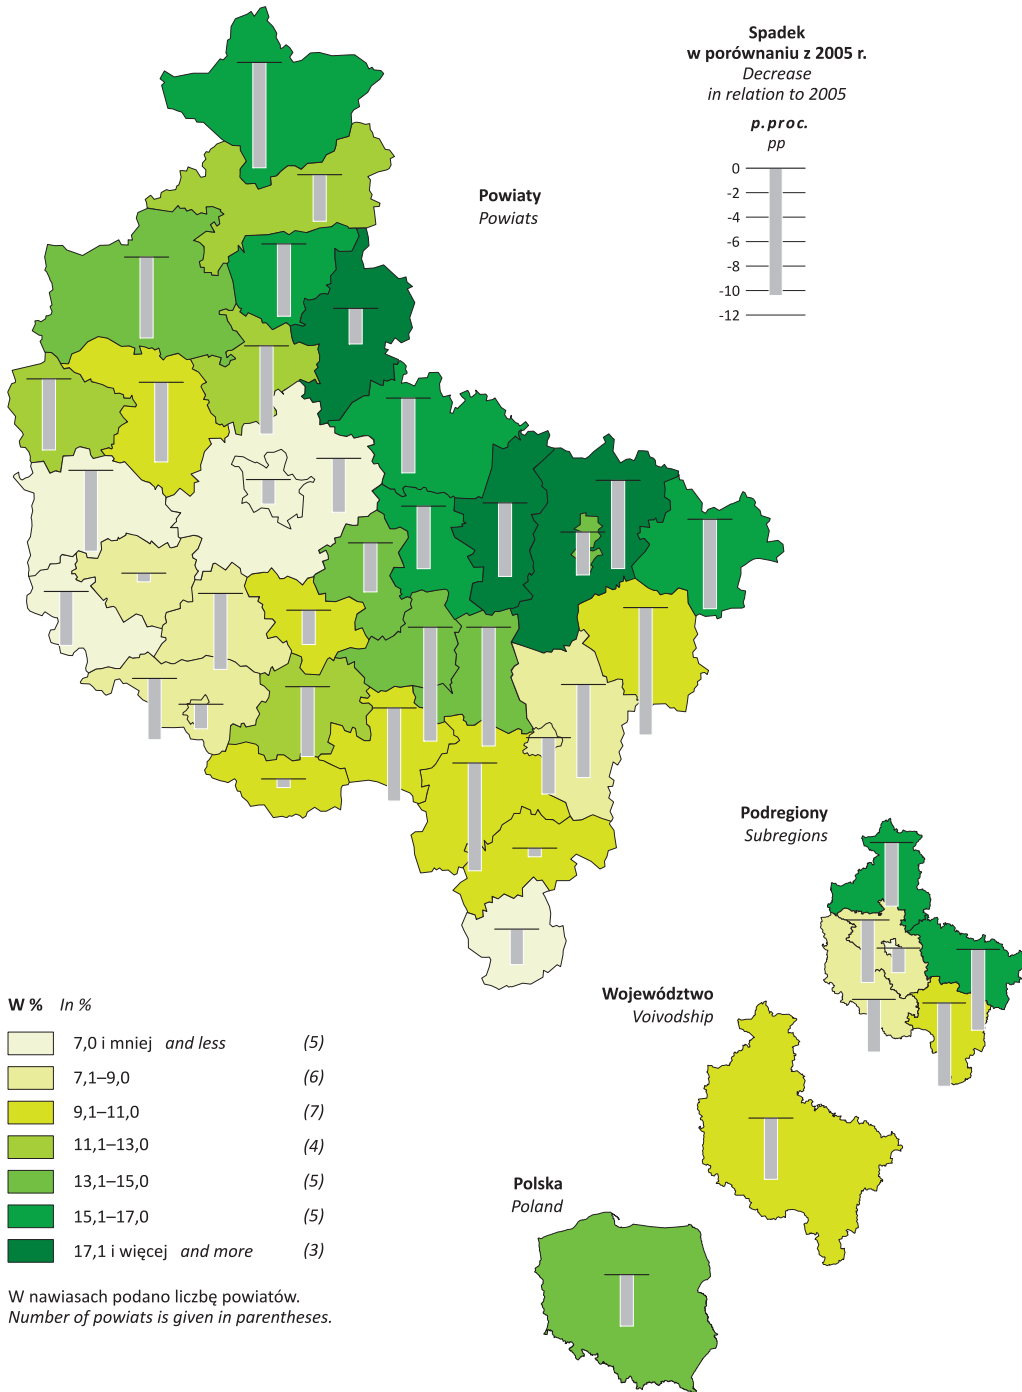 Spadek
w porównaniu z 2005 r.
Decrease
in relation to 2005
p. proc.
pp
0
-2
-4
-6
-8
-10
-12
Powiaty
Powiats
Podregiony
Subregions
Województwo
Voivodship
Polska
Poland
W % In %
7,0 i mniej and less (5)
7,1–9,0 (6)
9,1–11,0 (7)
11,1–13,0 (4)
13,1–15,0 (5)
15,1–17,0 (5)
17,1 i więcej and more (3)
W nawiasach podano liczbę powiatów.
Number of powiats is given in parentheses.